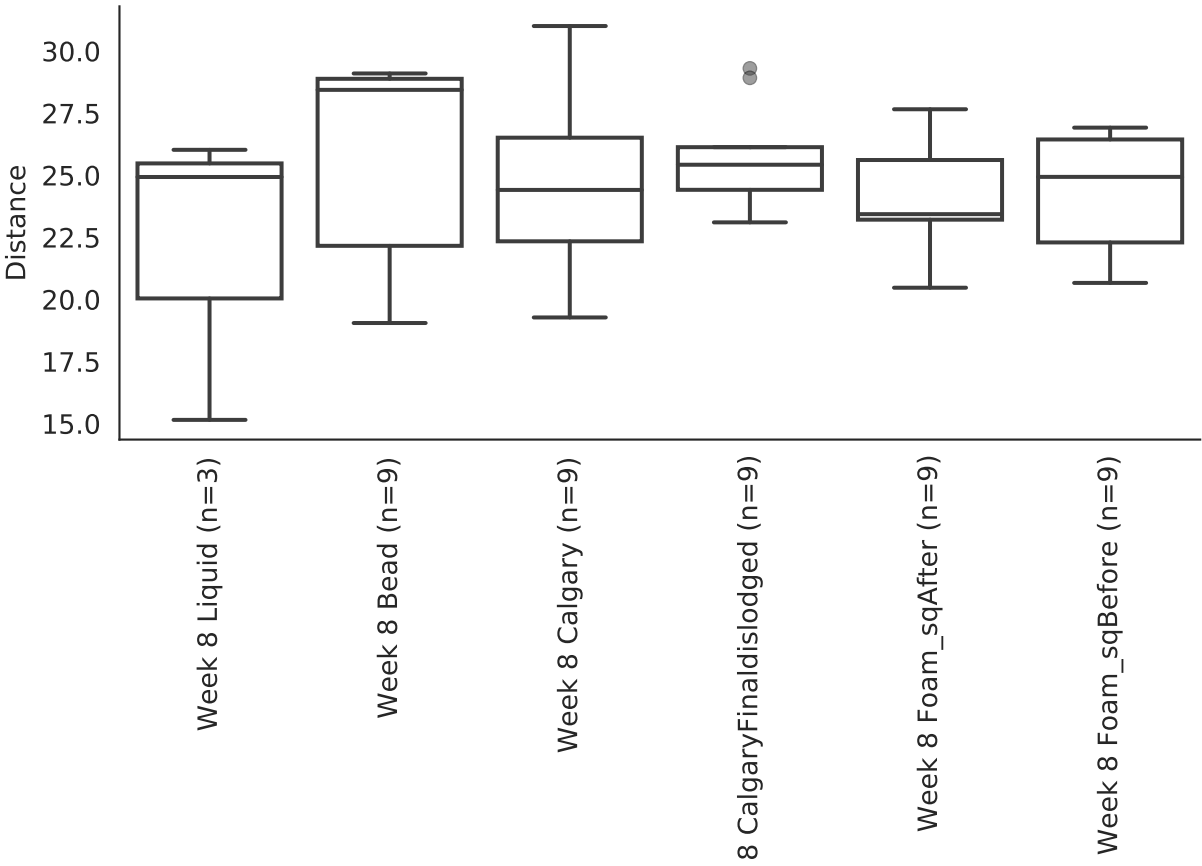 Distance
30.0
27.5
25.0
22.5
20.0
17.5
15.0
Week 8 Liquid (n=3)
Week 8 Bead (n=9)
Week 8 Calgary (n=9)
8 CalgaryFinaldislodged (n=9)
Week 8 Foam_sqAfter (n=9)
Week 8 Foam_sqBefore (n=9)